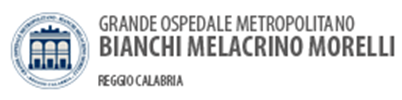 GRANDE OSPEDALE METROPOLITANO
BIANCHI MELACRINO MORELLI
REGGIO CALABRIA